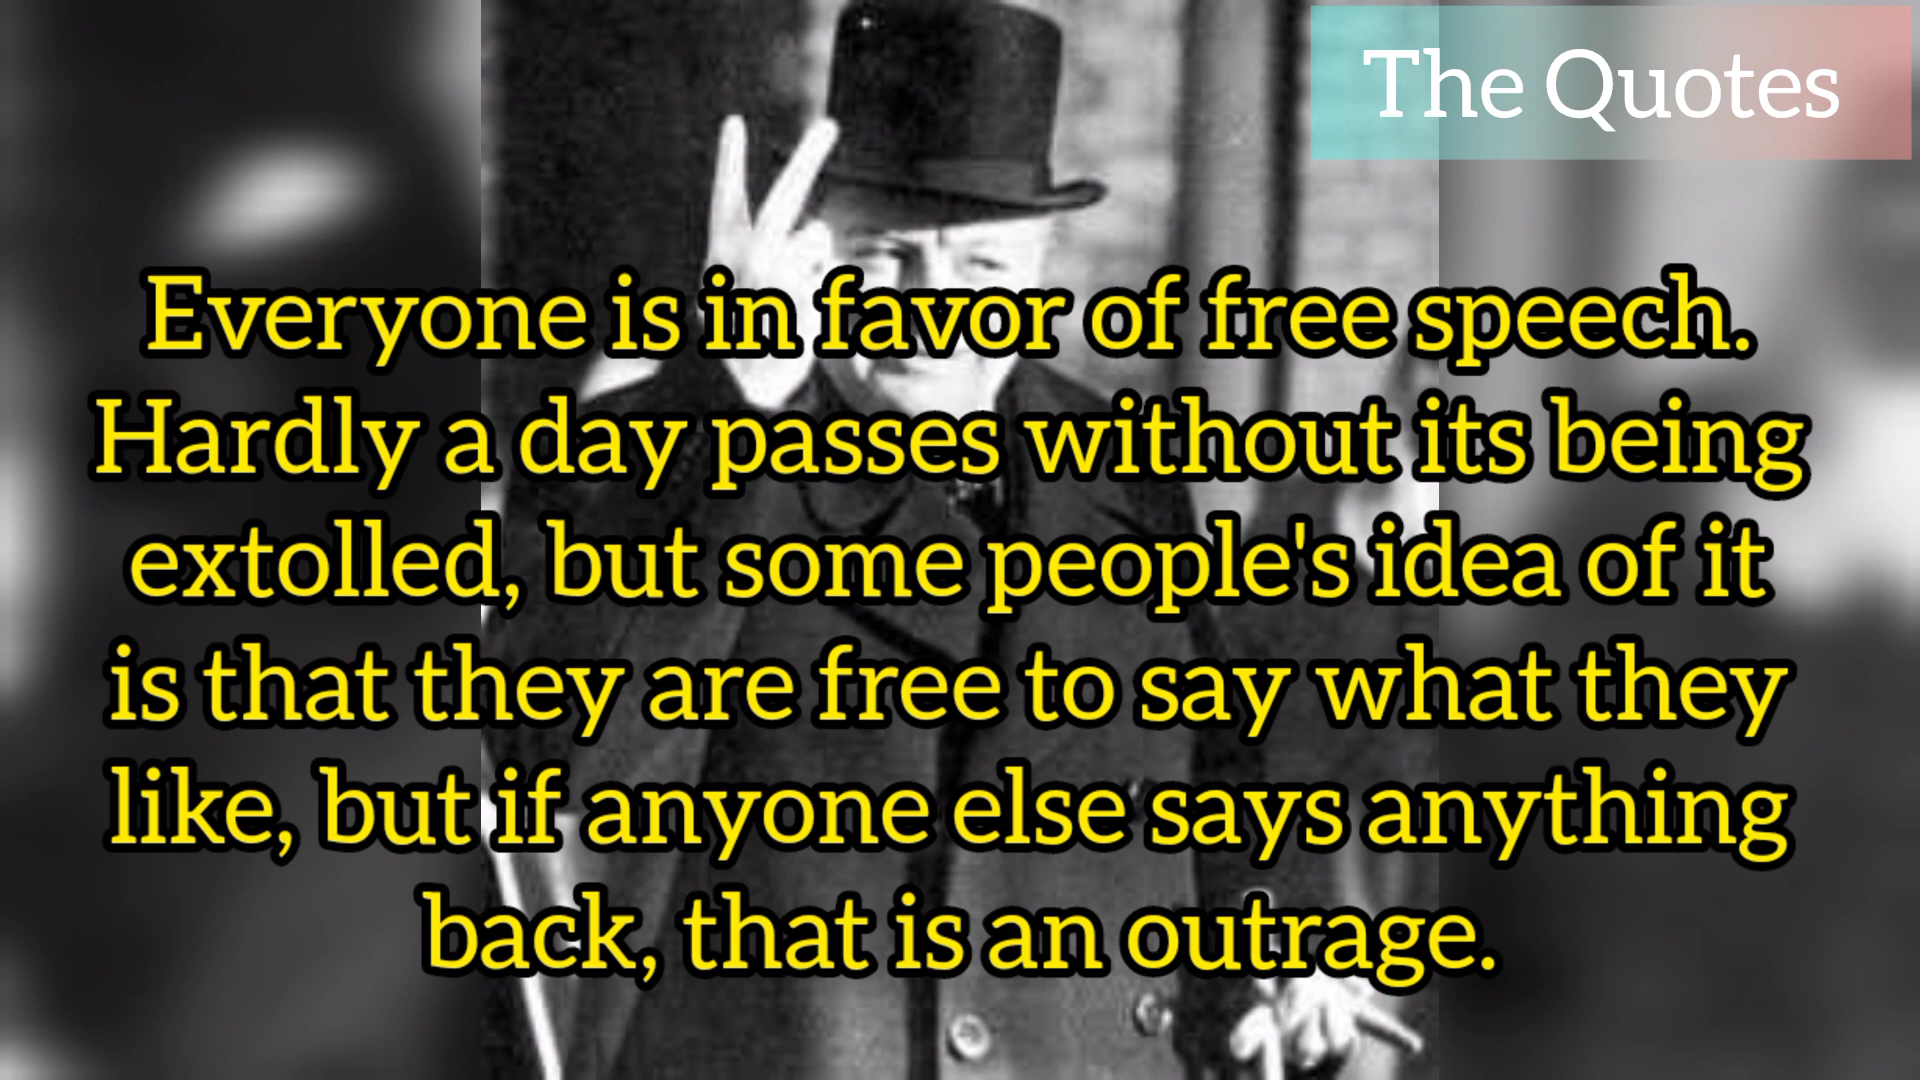 The Quotes
Everyone is in favor of free speech.
Hardly a day passes without its being
extolled, but some people's idea of it
is that they are free to say what they
like, but if anyone else says anything
back, that is an outrage.